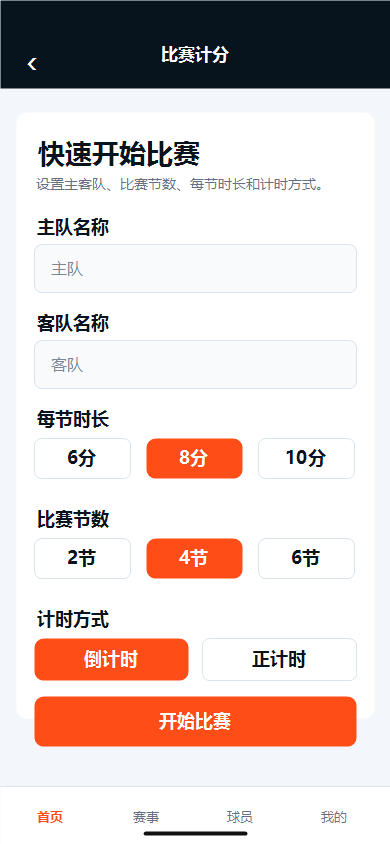 比赛计分
快速开始比赛
设置主客队、比赛节数、每节时长和计时方式。
主队名称
主队
客队名称
客队
每节时长
6分 8分 10分
比赛节数
2节 4节 6节
计时方式
倒计时 正计时
开始比赛
首页 赛事 球员 我的